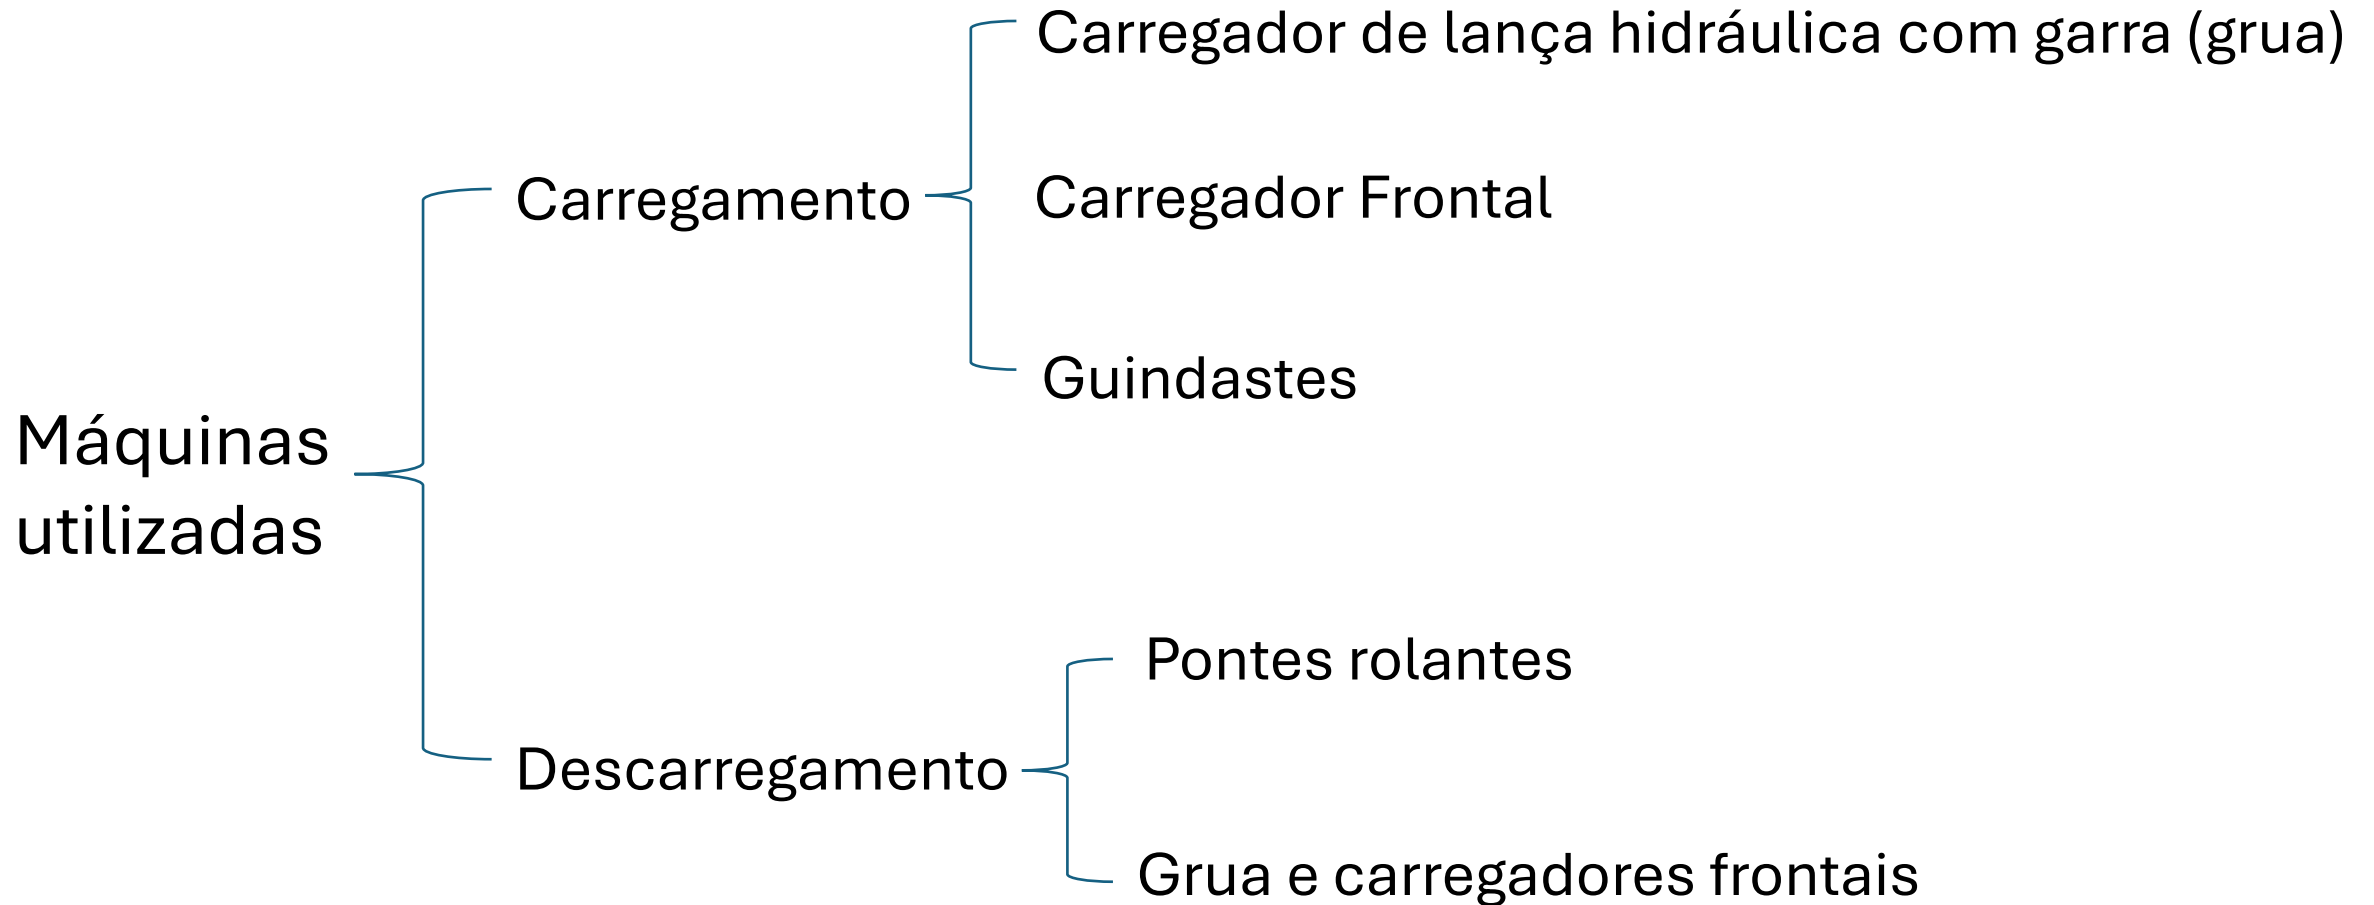 Carregador de lança hidráulica com garra (grua)
Carregamento
Carregador Frontal
Guindastes
Máquinas
utilizadas
Pontes rolantes
Descarregamento
Grua e carregadores frontais